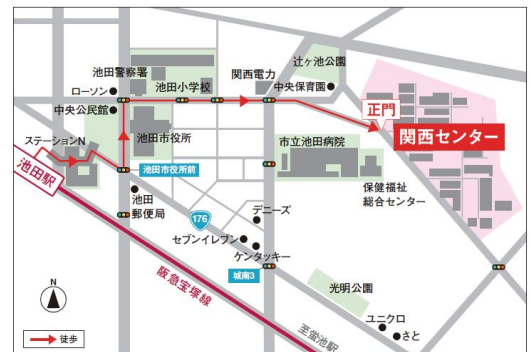 辻ヶ池公園
池田警察署
関西電力
ローソン
池田小学校
中央保育園
中央公民館
正門
関西センター
ステーションN
池田市役所
市立池田病院
池田市役所前
保健福祉
総合センター
池田駅
池田
郵便局
デニーズ
176
セブンイレブン
ケンタッキー
城南3
阪急宝塚線
光明公園
N
ユニクロ
至蛍池駅
さと
徒歩